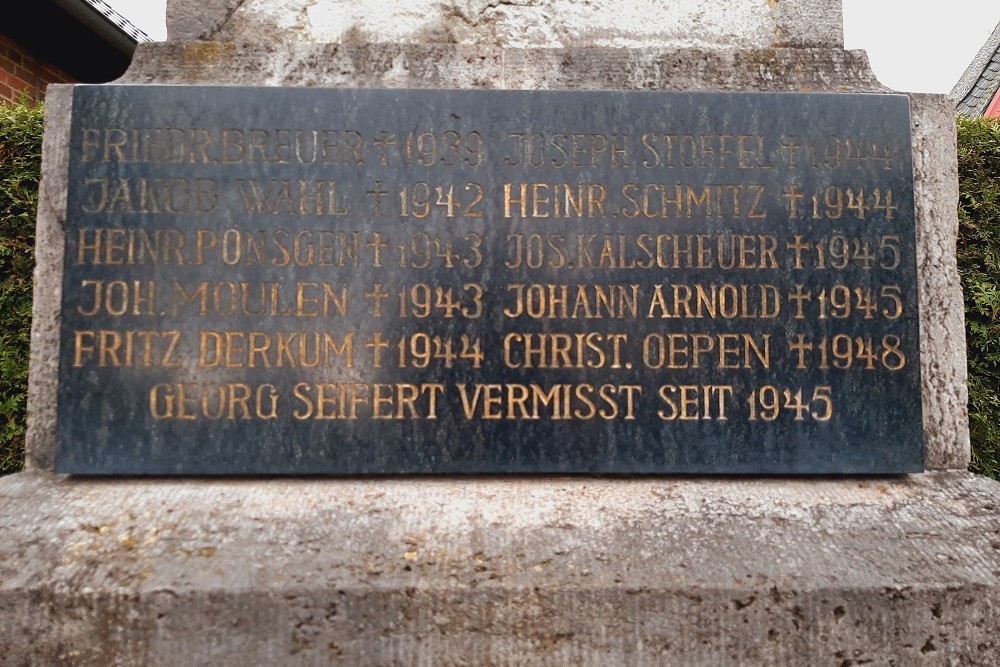 FRIEDR. BREUER † 1939 JOSEPH STOFFEL † 1944
JAKOB WAHL † 1942 HEINR. SCHMITZ † 1944
HEINR. PÖNSGEN † 1943 JOS. KALSCHEUER † 1945
JOH. MOULEN † 1943 JOHANN ARNOLD † 1945
FRITZ DERKUM † 1944 CHRIST. OEPEN † 1948
GEORG SEIFERT VERMISST SEIT 1945